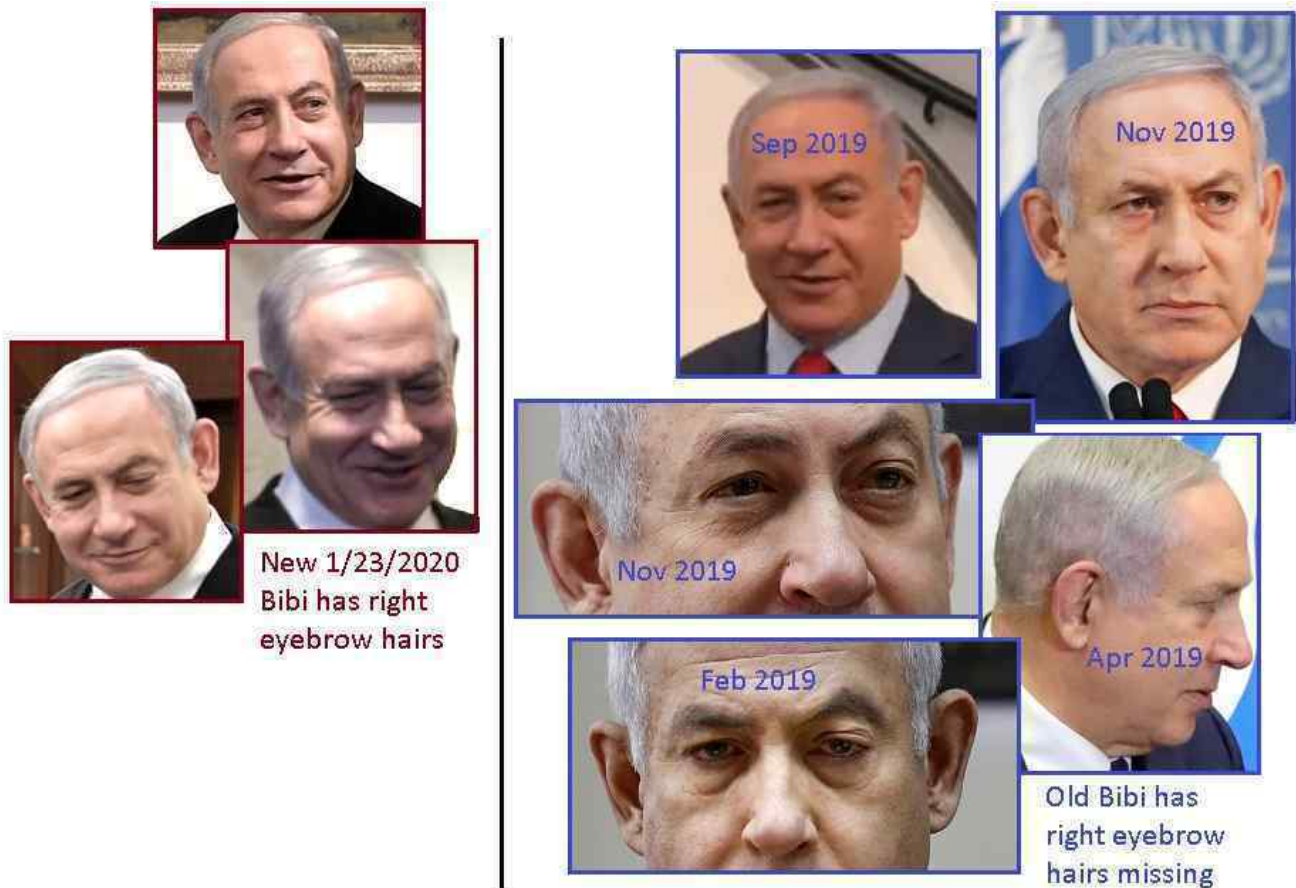 Sep 2019
Nov 2019
Nov 2019
New 1/23/2020
Bibi has right
eyebrow hairs
Apr 2019
Feb 2019
Old Bibi has
right eyebrow
hairs missing